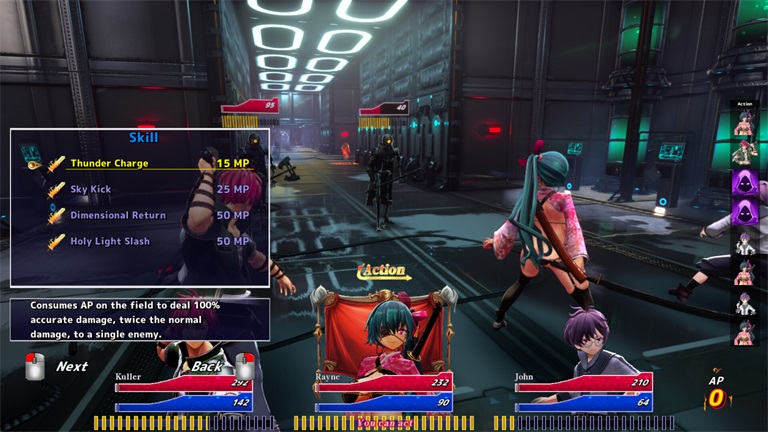 95
40
Action
Skill
Thunder Charge 15 MP
Sky Kick 25 MP
Dimensional Return 50 MP
Holy Light Slash 50 MP
Action
Consumes AP on the field to deal 100%
accurate damage, twice the normal
damage, to a single enemy.
Next
Back
Kuller
292
142
Rayne
232
90
John
210
64
AP
0
You can act